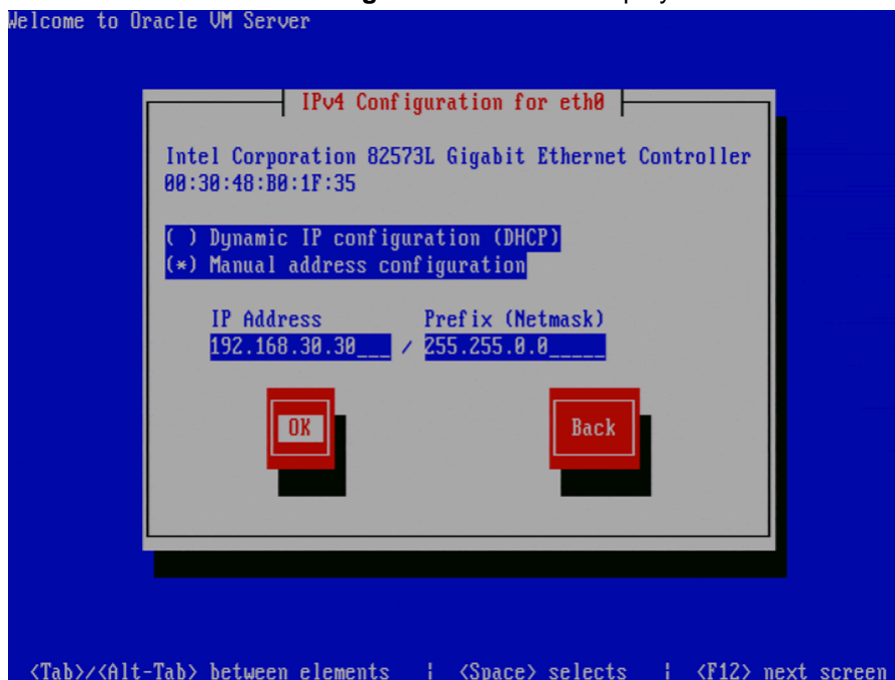 Welcome to Oracle VM Server
IPv4 Configuration for eth0
Intel Corporation 82573L Gigabit Ethernet Controller
00:30:48:B0:1F:35
( ) Dynamic IP configuration (DHCP)
(*) Manual address configuration
IP Address Prefix (Netmask)
192.168.30.30___ / 255.255.0.0_____
OK Back
<Tab>/<Alt-Tab> between elements | <Space> selects | <F12> next screen